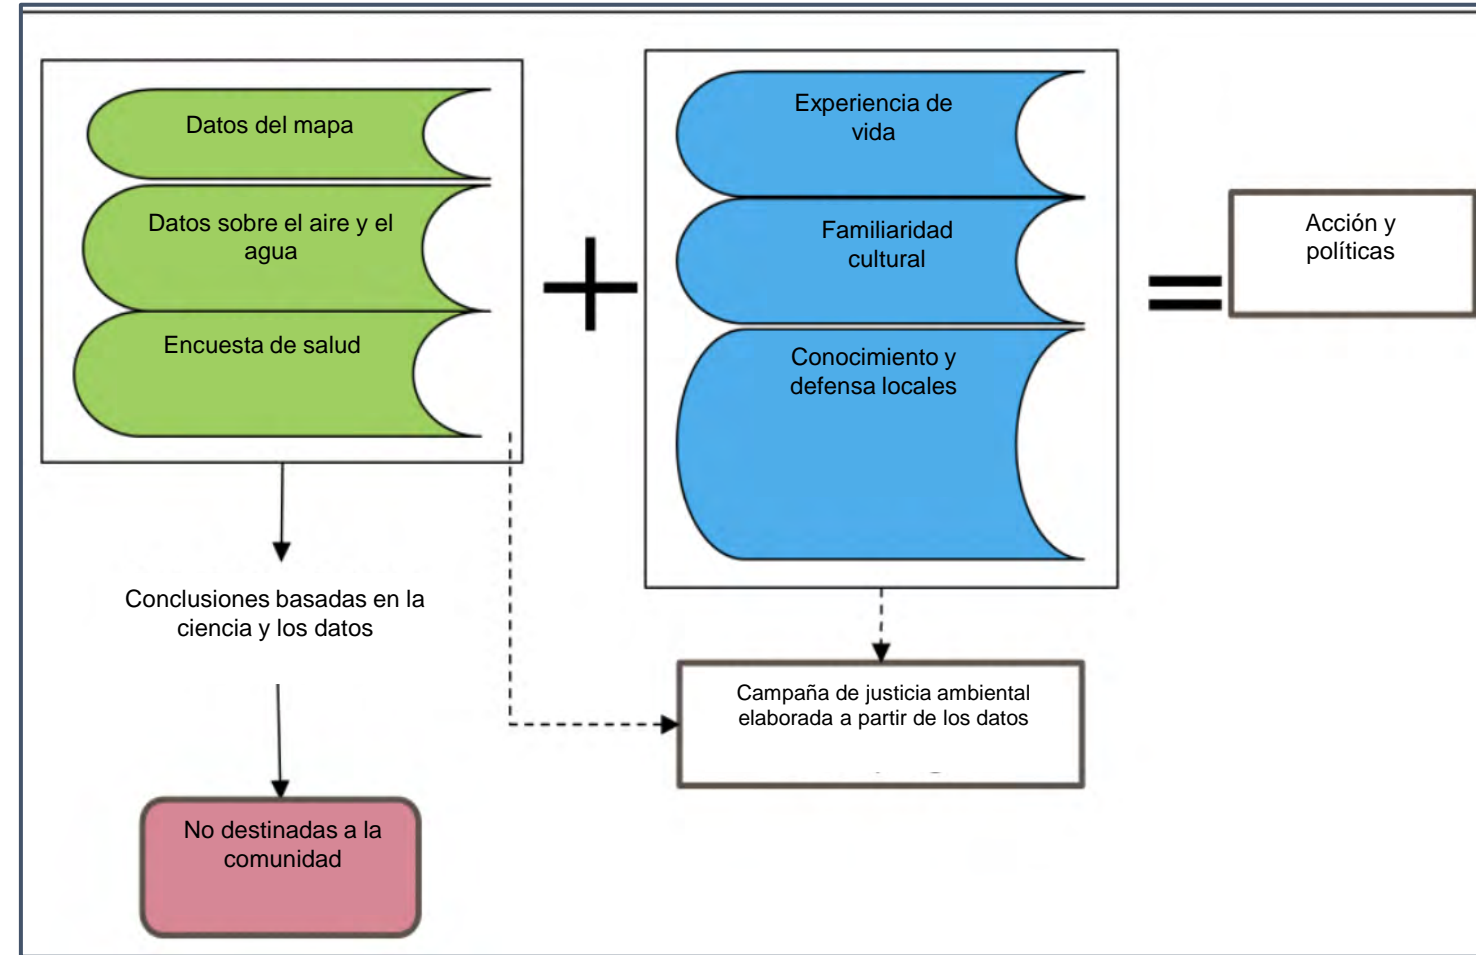 Datos del mapa
Datos sobre el aire y el
agua
Encuesta de salud
+
Experiencia de
vida
Familiaridad
cultural
Conocimiento y
defensa locales
=
Acción y
políticas
Conclusiones basadas en la
ciencia y los datos
No destinadas a la
comunidad
Campaña de justicia ambiental
elaborada a partir de los datos